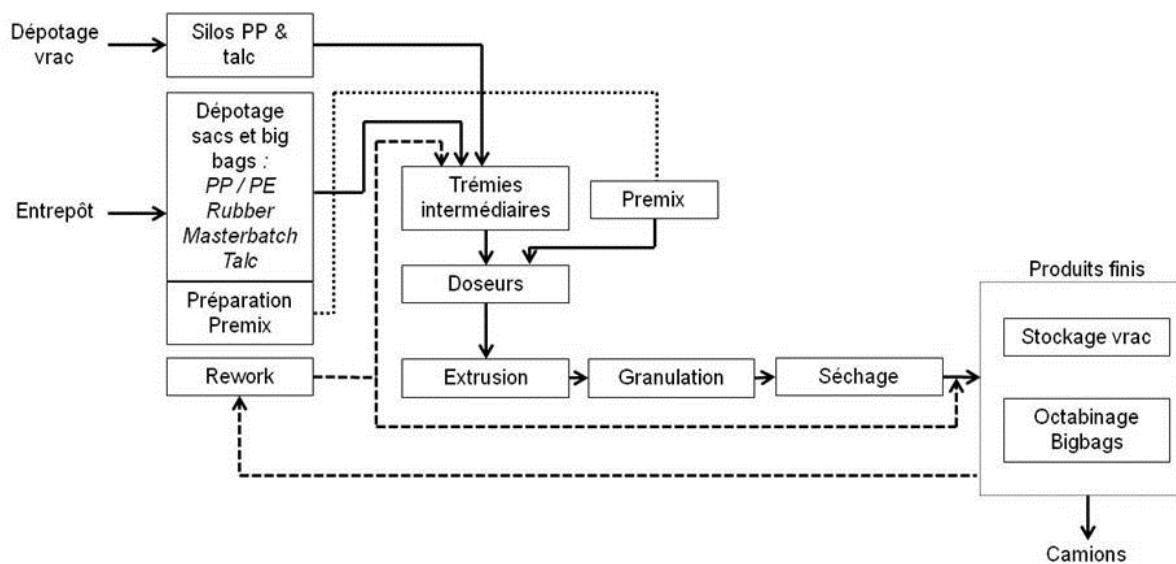 Dépotage
vrac
Silos PP &
talc
Dépotage
sacs et big
bags :
PP / PE
Rubber
Masterbatch
Talc
Entrepôt
Préparation
Premix
Rework
Trémies
intermédiaires
Premix
Doseurs
Extrusion
Granulation
Séchage
Produits finis
Stockage vrac
Octabinage
Bigbags
Camions